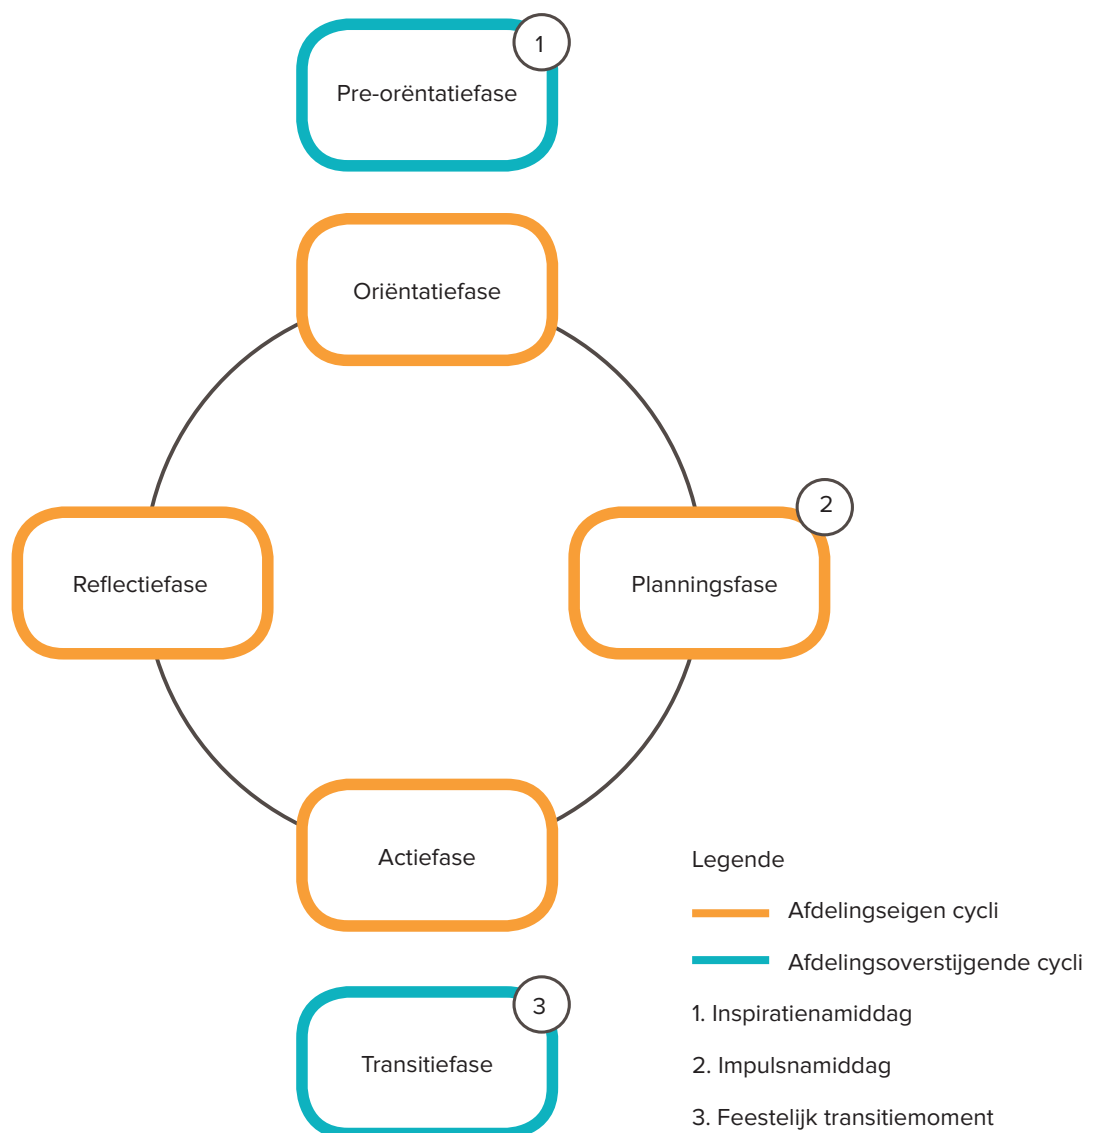 1
Pre-orëntatiefase
Oriëntatiefase
2
Reflectiefase
Planningsfase
Actiefase
3
Transitiefase
Legende
Afdelingseigen cycli
Afdelingsoverstijgende cycli
1. Inspiratienamiddag
2. Impulsnamiddag
3. Feestelijk transitiemoment